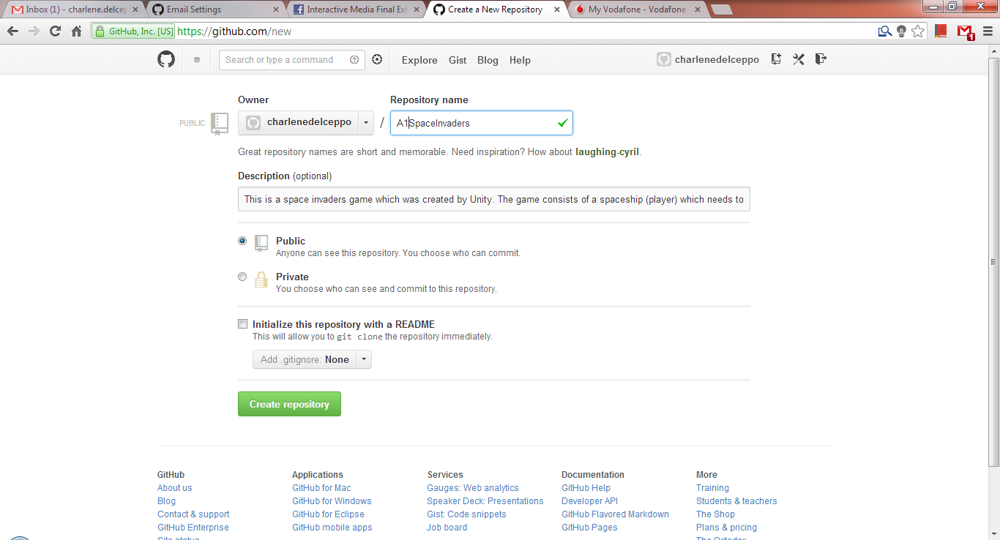 Inbox (1) - charlene.delcep Email Settings Interactive Media Final Exh Create a New Repository My Vodafone - Vodafone
GitHub, Inc. [US] https://github.com/new 1
Search or type a command Explore Gist Blog Help charlenedelceppo
Owner Repository name
PUBLIC charlenedelceppo / A1SpaceInvaders
Great repository names are short and memorable. Need inspiration? How about laughing-cyril.
Description (optional)
This is a space invaders game which was created by Unity. The game consists of a spaceship (player) which needs to
Public
Anyone can see this repository. You choose who can commit.
Private
You choose who can see and commit to this repository.
Initialize this repository with a README
This will allow you to git clone the repository immediately.
Add .gitignore: None
Create repository
GitHub Applications Services Documentation More
About us GitHub for Mac Gauges: Web analytics GitHub Help Training
Blog GitHub for Windows Speaker Deck: Presentations Developer API Students & teachers
Contact & support GitHub for Eclipse Gist: Code snippets GitHub Flavored Markdown The Shop
GitHub Enterprise GitHub mobile apps Job board GitHub Pages Plans & pricing
Site status The Octodex